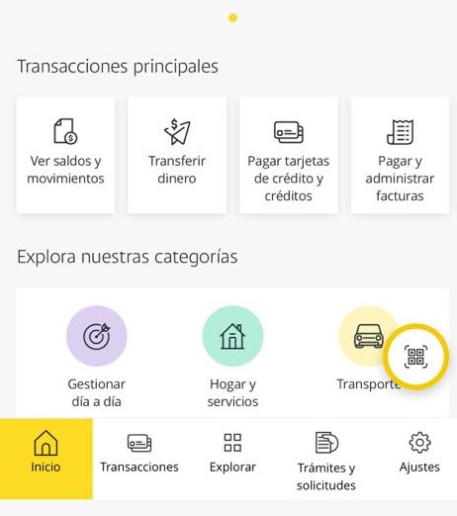 Transacciones principales
Ver saldos y
movimientos
Transferir
dinero
Pagar tarjetas
de crédito y
créditos
Pagar y
administrar
facturas
Explora nuestras categorías
Gestionar
día a día
Hogar y
servicios
Transporte
Inicio
Transacciones
Explorar
Trámites y
solicitudes
Ajustes